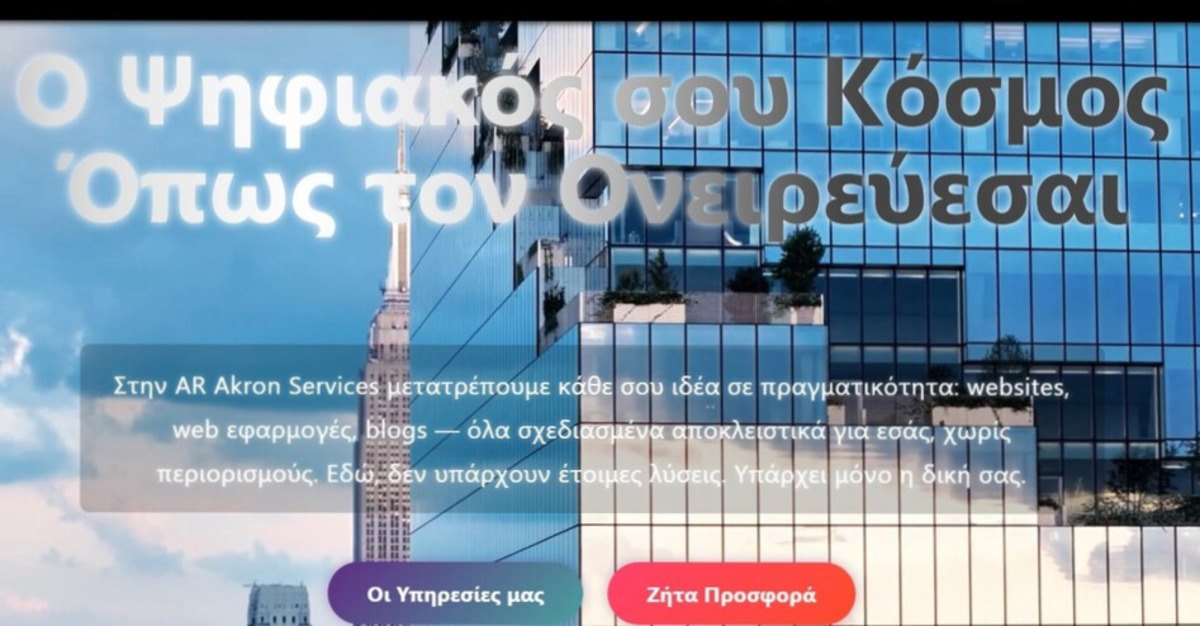 Ο Ψηφιακός σου Κόσμος
Όπως τον Ονειρεύεσαι
Στην AR Akron Services μετατρέπουμε κάθε σου ιδέα σε πραγματικότητα: websites,
web εφαρμογές, blogs — όλα σχεδιασμένα αποκλειστικά για εσάς, χωρίς
περιορισμούς. Εδώ, δεν υπάρχουν έτοιμες λύσεις. Υπάρχει μόνο η δική σας.
Οι Υπηρεσίες μας
Ζήτα Προσφορά